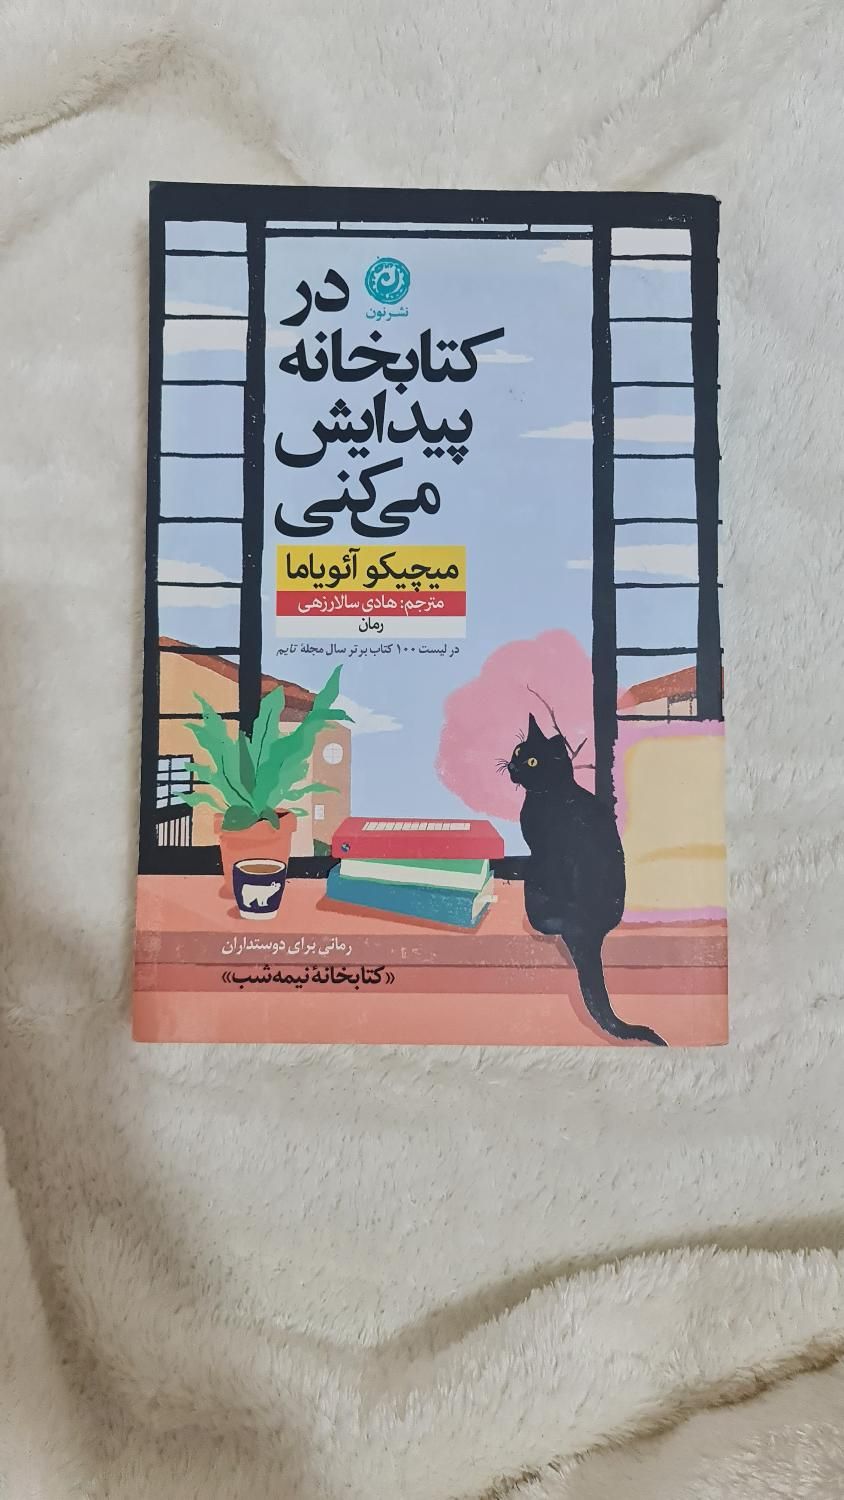 در
نشر نون
کتابخانه
پیدایش
می‌کنی
میچیکو آئویاما
مترجم: هادی سالارزهی
رمان
در لیست ۱۰۰ کتاب برتر سال مجلهٔ تایم
رمانی برای دوستداران
«کتابخانهٔ نیمه‌شب»